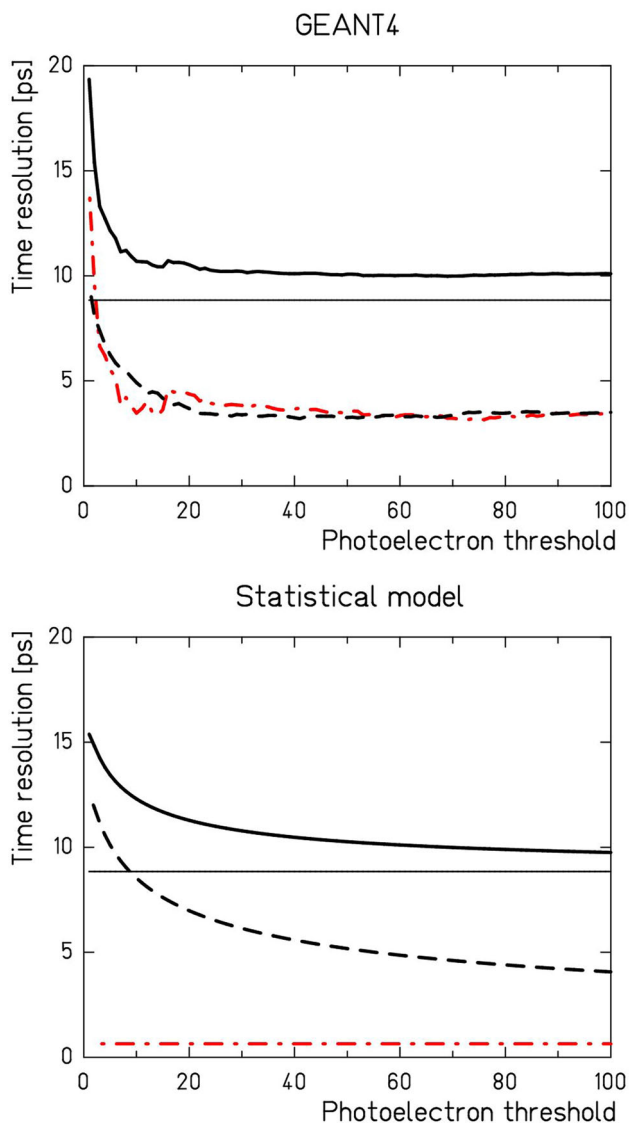 GEANT4
Time resolution [ps]
20
15
10
5
0
0 20 40 60 80 100
Photoelectron threshold
Statistical model
Time resolution [ps]
20
15
10
5
0
0 20 40 60 80 100
Photoelectron threshold